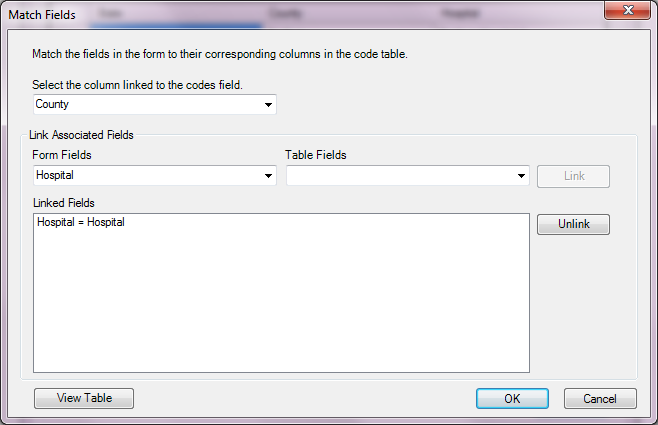 County
Hospital
Match Fields
Match the fields in the form to their corresponding columns in the code table.
Select the column linked to the codes field.
County
Link Associated Fields
Form Fields
Table Fields
Hospital
Link
Linked Fields
Hospital = Hospital
Unlink
View Table
OK
Cancel